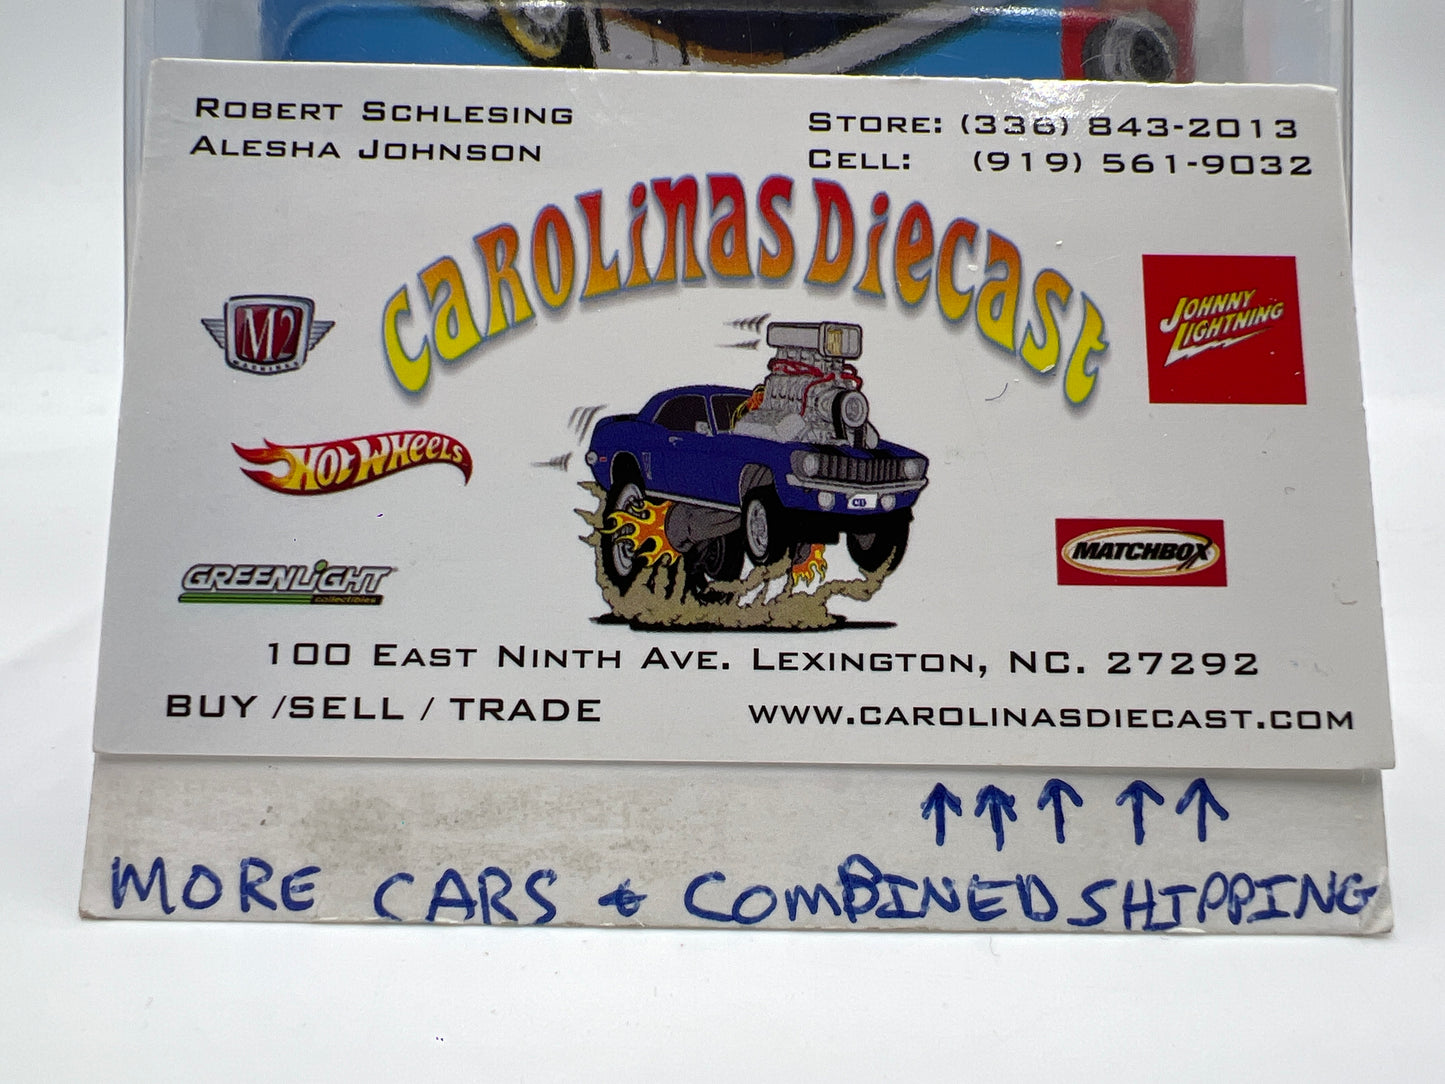 ROBERT SCHLESING
ALESHA JOHNSON
STORE: (336) 843-2013
CELL: (919) 561-9032
CAROLINAS DIECAST
M2
MACHINES
JOHNNY
LIGHTNING
HOT WHEELS
GREENLIGHT
collectibles
MATCHBOX
100 EAST NINTH AVE. LEXINGTON, NC. 27292
BUY /SELL / TRADE
WWW.CAROLINASDIECAST.COM
↑↑↑↑↑
MORE CARS & COMBINED SHIPPING